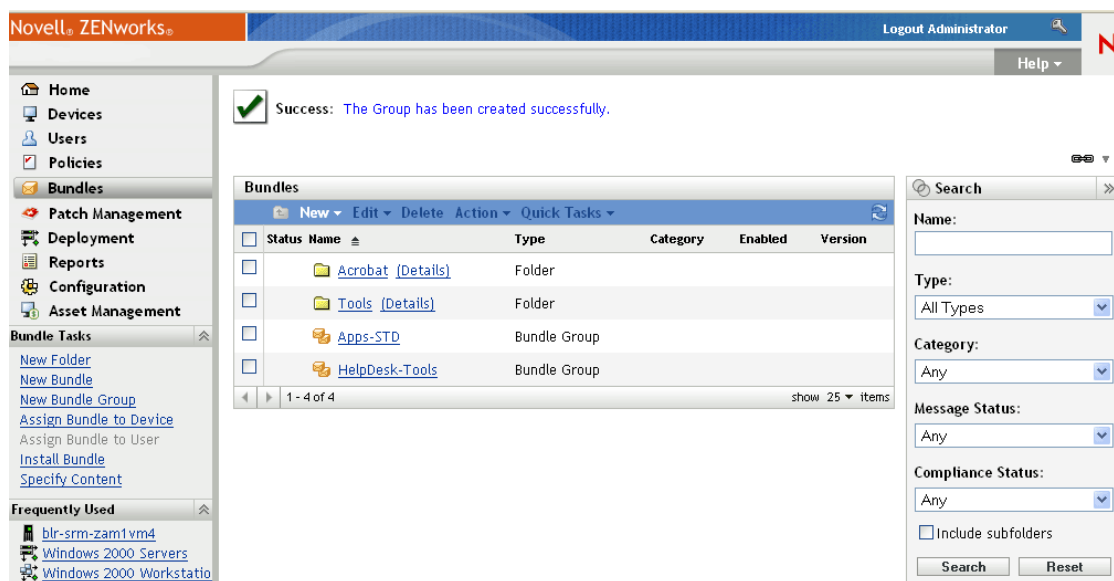 Novell® ZENworks®
Logout Administrator
N
Help
Home
Devices
Users
Policies
Bundles
Patch Management
Deployment
Reports
Configuration
Asset Management
Bundle Tasks
New Folder
New Bundle
New Bundle Group
Assign Bundle to Device
Assign Bundle to User
Install Bundle
Specify Content
Frequently Used
blr-srm-zam1vm4
Windows 2000 Servers
Windows 2000 Workstatio
Success: The Group has been created successfully.
Bundles
New Edit Delete Action Quick Tasks
Status Name Type Category Enabled Version
Acrobat (Details) Folder
Tools (Details) Folder
Apps-STD Bundle Group
HelpDesk-Tools Bundle Group
1 - 4 of 4 show 25 items
Search
Name:
Type:
All Types
Category:
Any
Message Status:
Any
Compliance Status:
Any
Include subfolders
Search Reset